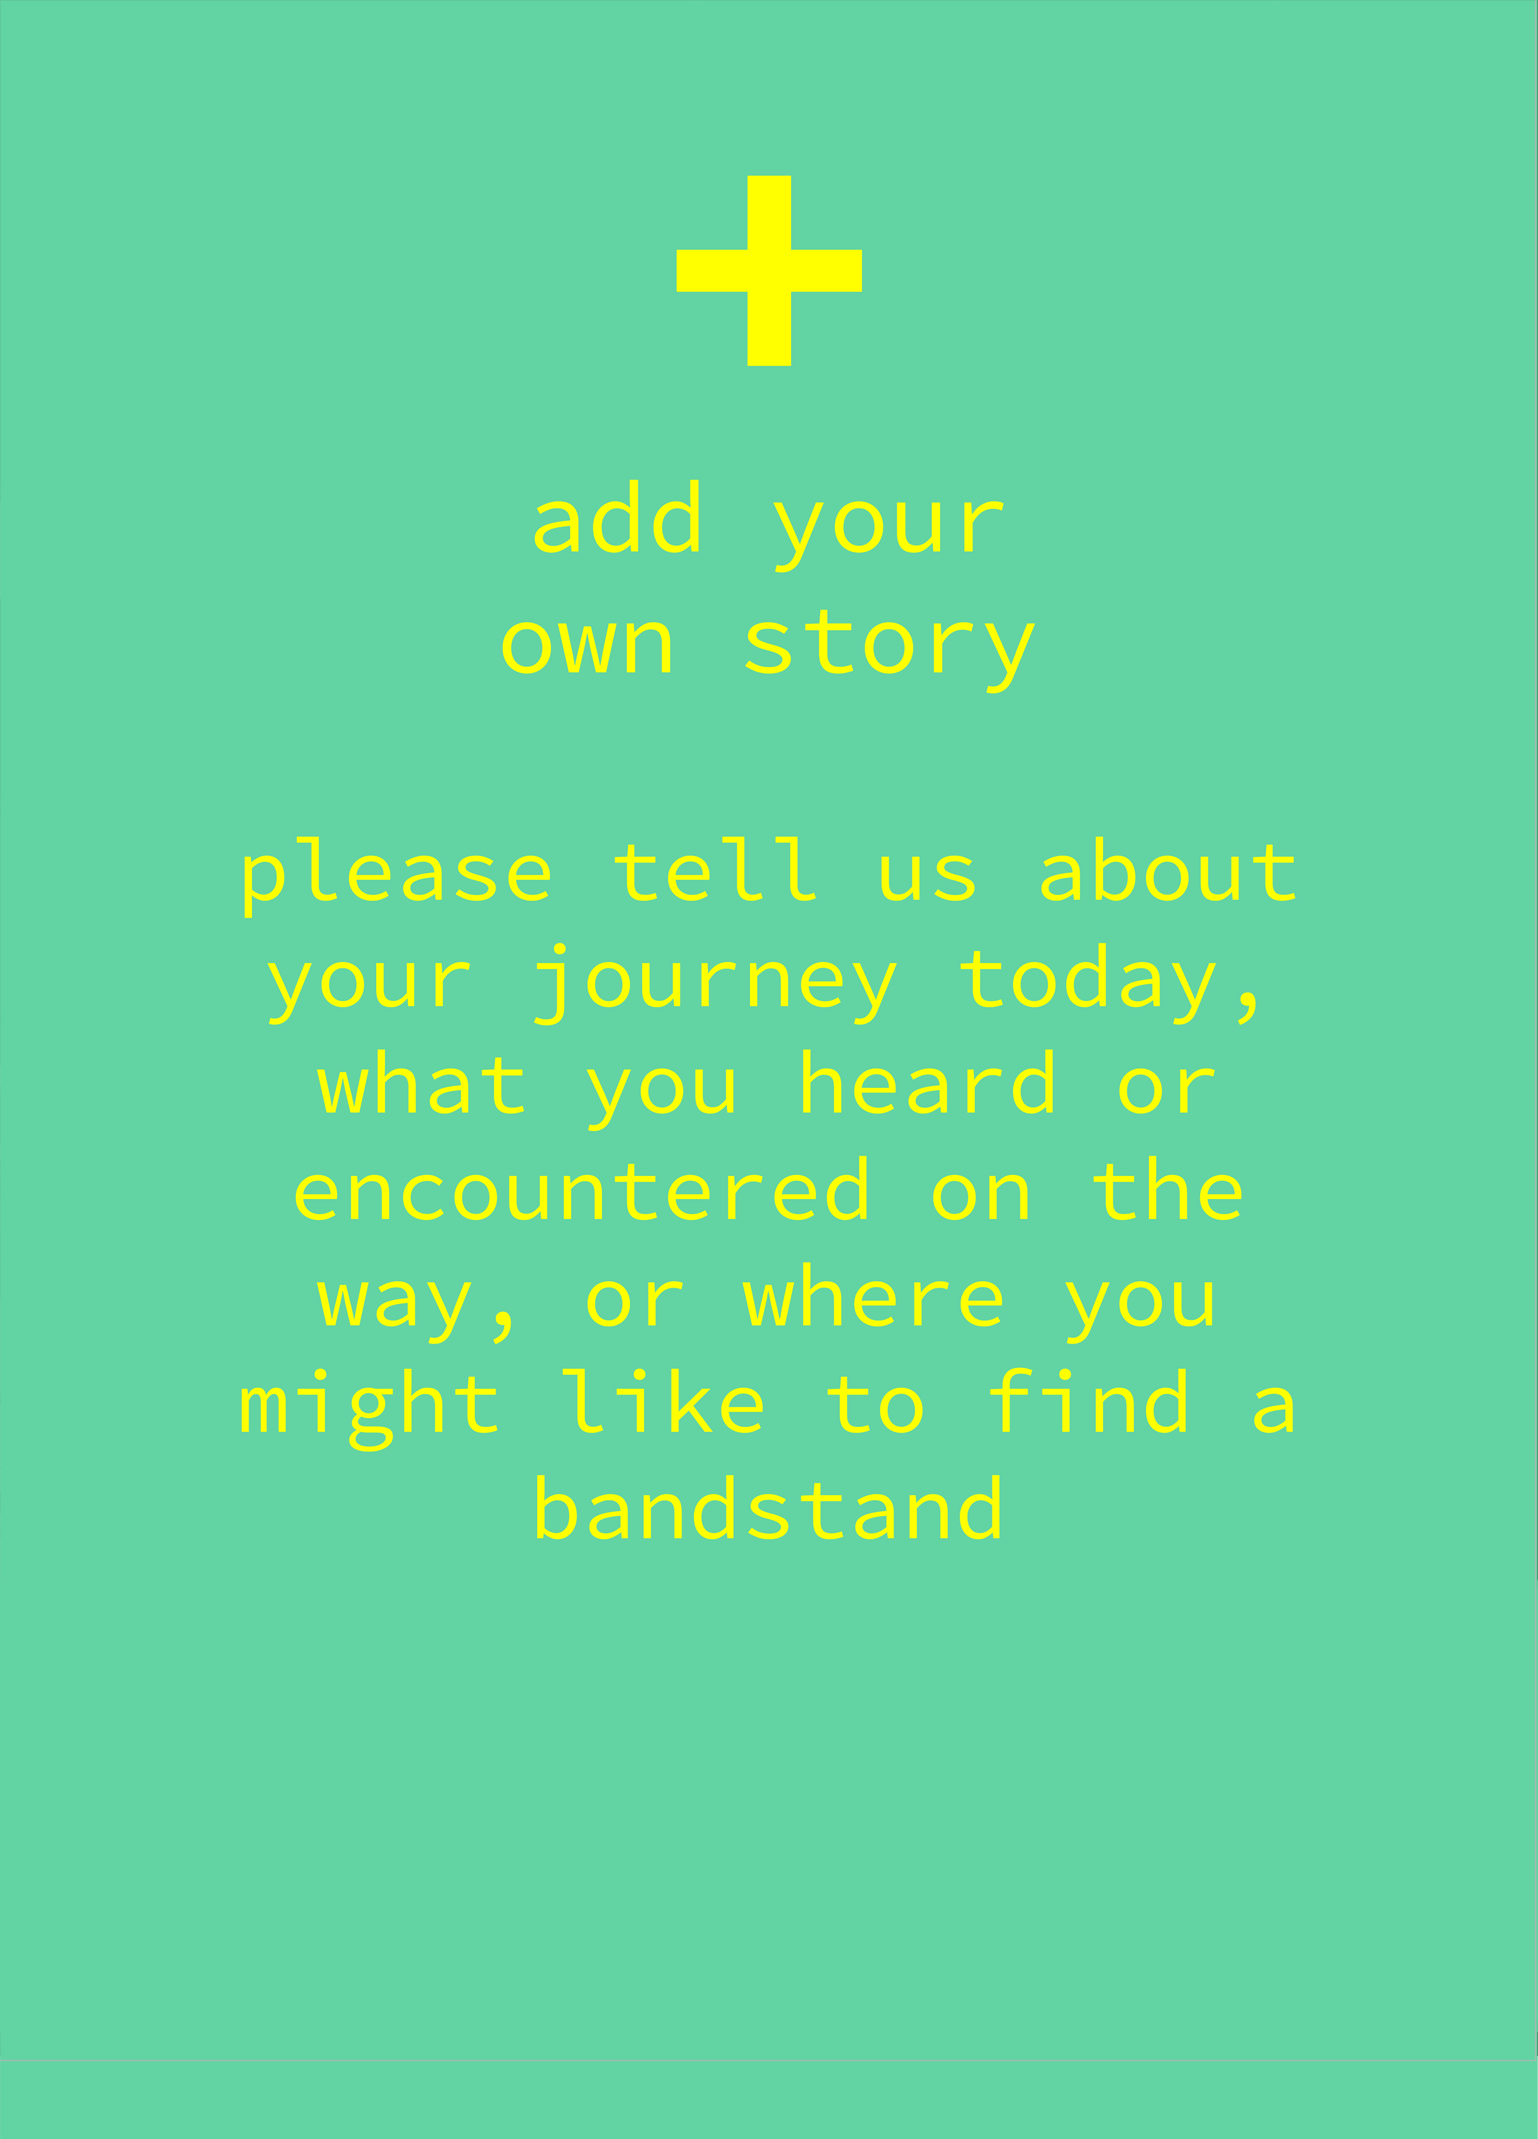 +
add your
own story
please tell us about
your journey today,
what you heard or
encountered on the
way, or where you
might like to find a
bandstand